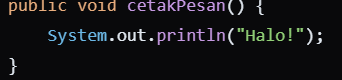 public void cetakPesan() {
    System.out.println("Halo!");
}